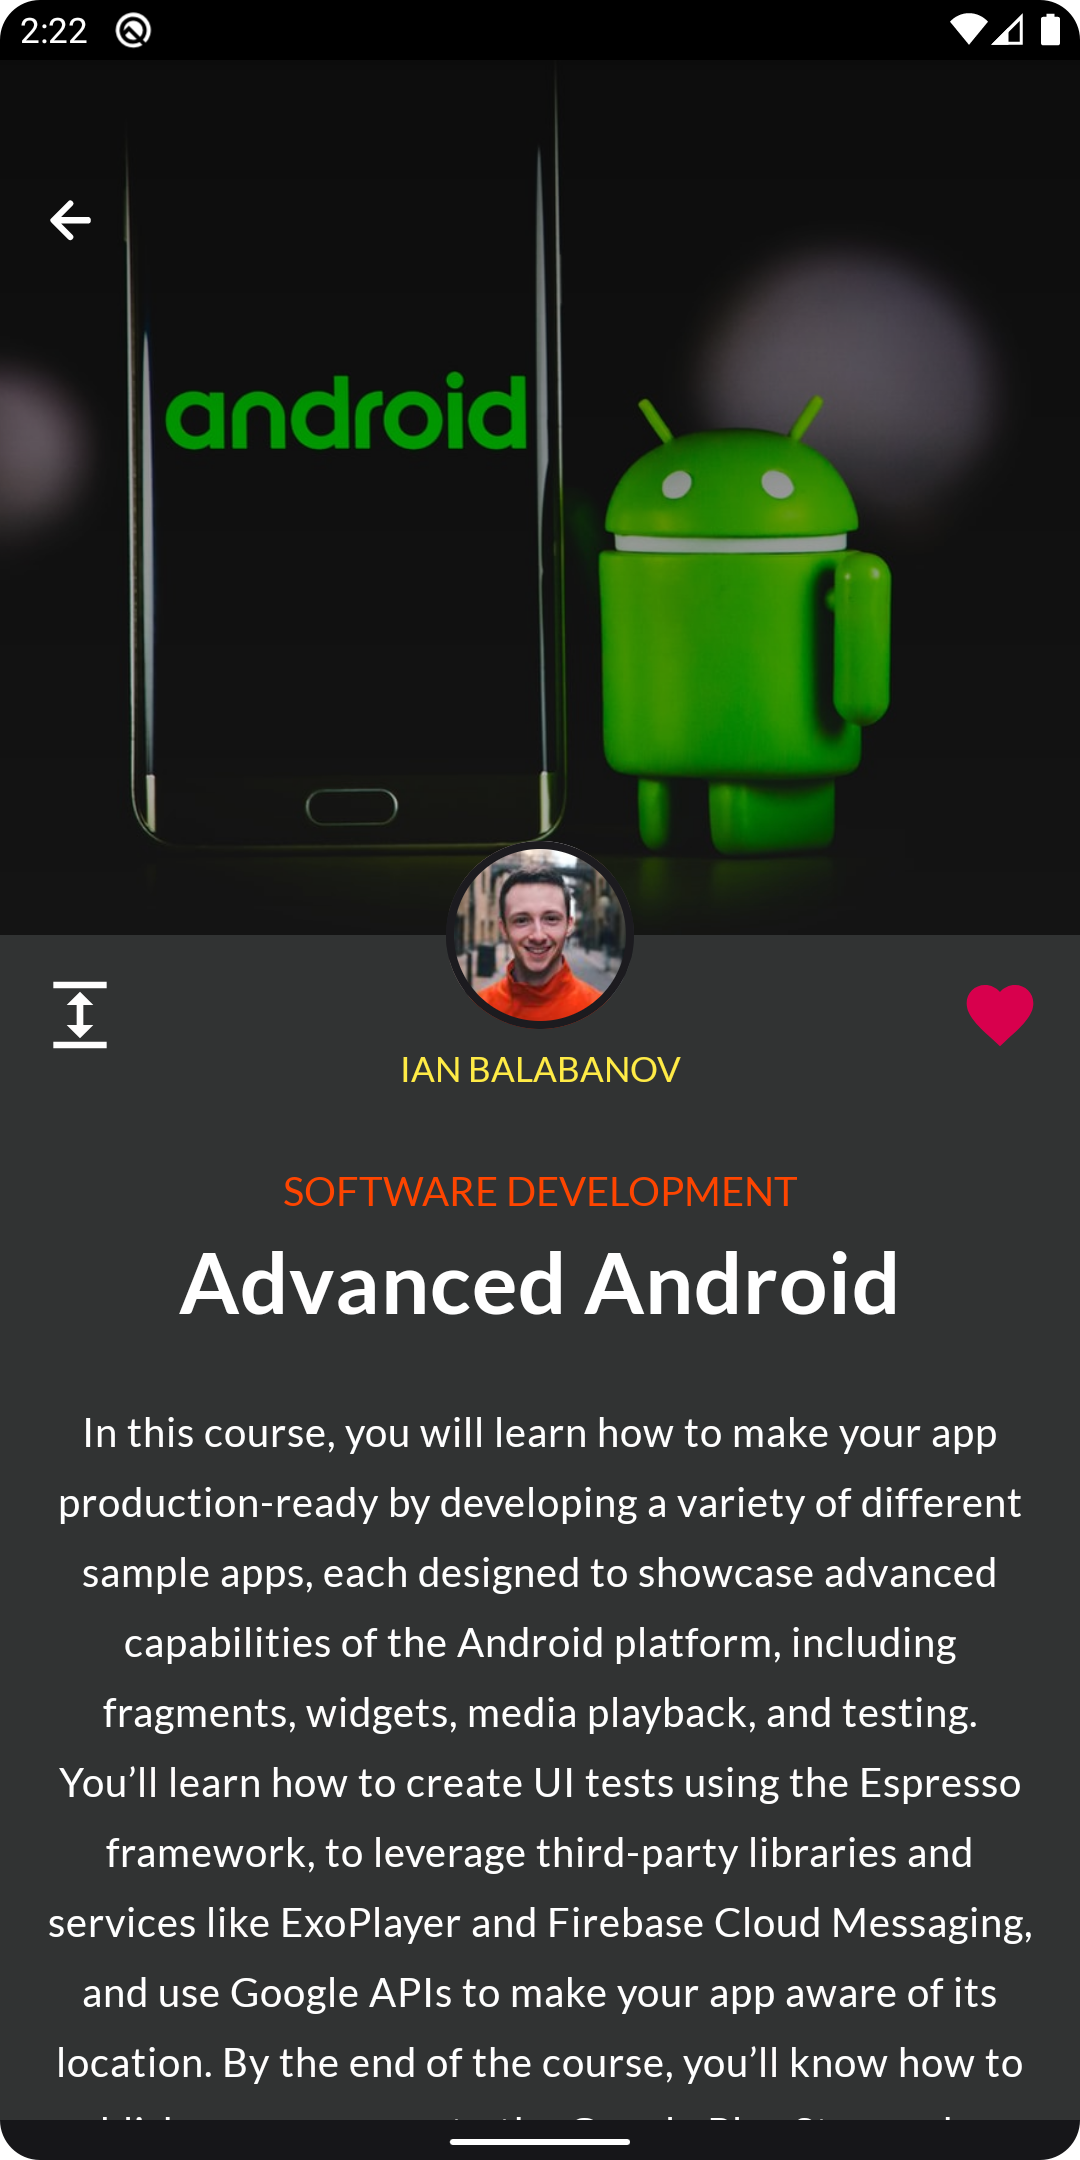 2:22
android
IAN BALABANOV
SOFTWARE DEVELOPMENT
Advanced Android
In this course, you will learn how to make your app
production-ready by developing a variety of different
sample apps, each designed to showcase advanced
capabilities of the Android platform, including
fragments, widgets, media playback, and testing.
You’ll learn how to create UI tests using the Espresso
framework, to leverage third-party libraries and
services like ExoPlayer and Firebase Cloud Messaging,
and use Google APIs to make your app aware of its
location. By the end of the course, you’ll know how to